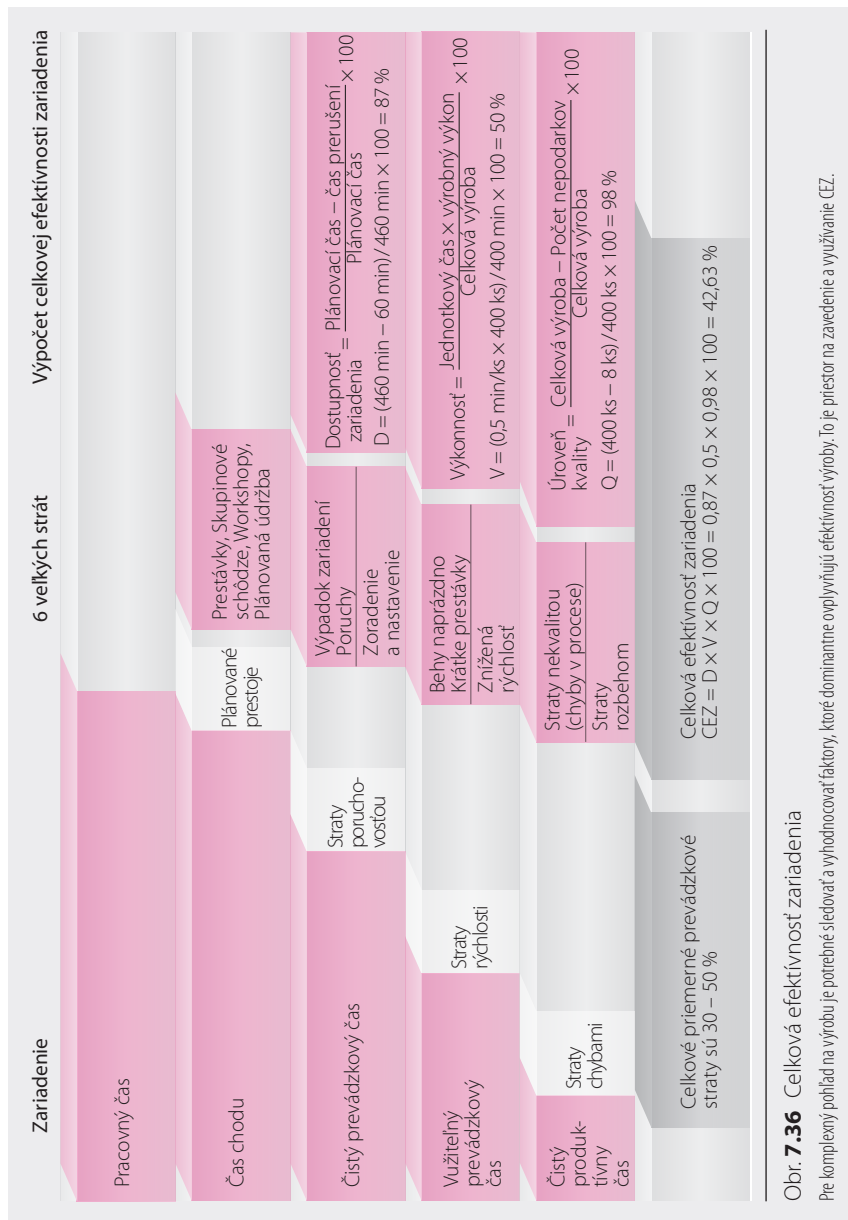 Zariadenie
6 veľkých strát
Výpočet celkovej efektívnosti zariadenia
Pracovný čas
Čas chodu
Plánované
prestoje
Prestávky, Skupinové
schôdze, Workshopy,
Plánovaná údržba
Čistý prevádzkový čas
Straty
porucho-
vosťou
Výpadok zariadení
Poruchy
Zoradenie
a nastavenie
Dostupnosť zariadenia = Plánovací čas – čas prerušení / Plánovací čas × 100
D = (460 min – 60 min) / 460 min × 100 = 87 %
Vužiteľný
prevádzkový
čas
Straty
rýchlosti
Behy naprázdno
Krátke prestávky
Znížená
rýchlosť
Výkonnosť = Jednotkový čas × výrobný výkon / Celková výroba × 100
V = (0,5 min/ks × 400 ks) / 400 min × 100 = 50 %
Čistý
produk-
tívny
čas
Straty
chybami
Straty nekvalitou
(chyby v procese)
Straty
rozbehom
Úroveň kvality = Celková výroba – Počet nepodarkov / Celková výroba × 100
Q = (400 ks – 8 ks) / 400 ks × 100 = 98 %
Celkové priemerné prevádzkové
straty sú 30 – 50 %
Celková efektívnosť zariadenia
CEZ = D × V × Q × 100 = 0,87 × 0,5 × 0,98 × 100 = 42,63 %
Obr. 7.36 Celková efektívnosť zariadenia
Pre komplexný pohľad na výrobu je potrebné sledovať a vyhodnocovať faktory, ktoré dominantne ovplyvňujú efektívnosť výroby. To je priestor na zavedenie a využívanie CEZ.